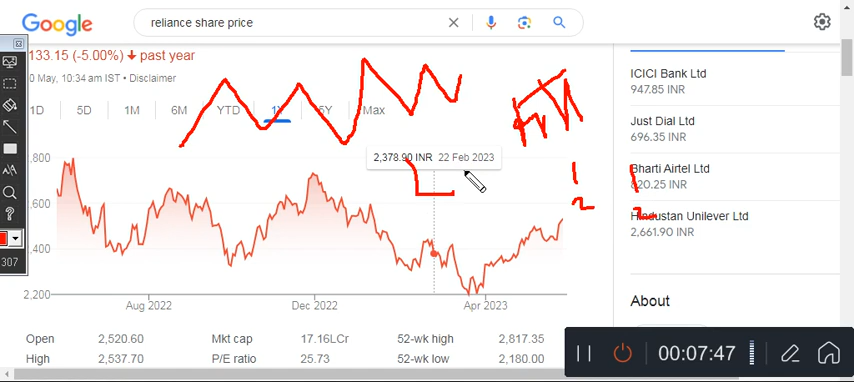 Google
reliance share price
133.15 (-5.00%) past year
0 May, 10:34 am IST • Disclaimer
1D 5D 1M 6M YTD 1Y 5Y Max
2,378.90 INR 22 Feb 2023
,800
,600
,400
2,200
Aug 2022 Dec 2022 Apr 2023
Open 2,520.60 Mkt cap 17.16LCr 52-wk high 2,817.35
High 2,537.70 P/E ratio 25.73 52-wk low 2,180.00
ICICI Bank Ltd
947.85 INR
Just Dial Ltd
696.35 INR
Bharti Airtel Ltd
820.25 INR
Hindustan Unilever Ltd
2,661.90 INR
About
1 1
2 2
307
00:07:47